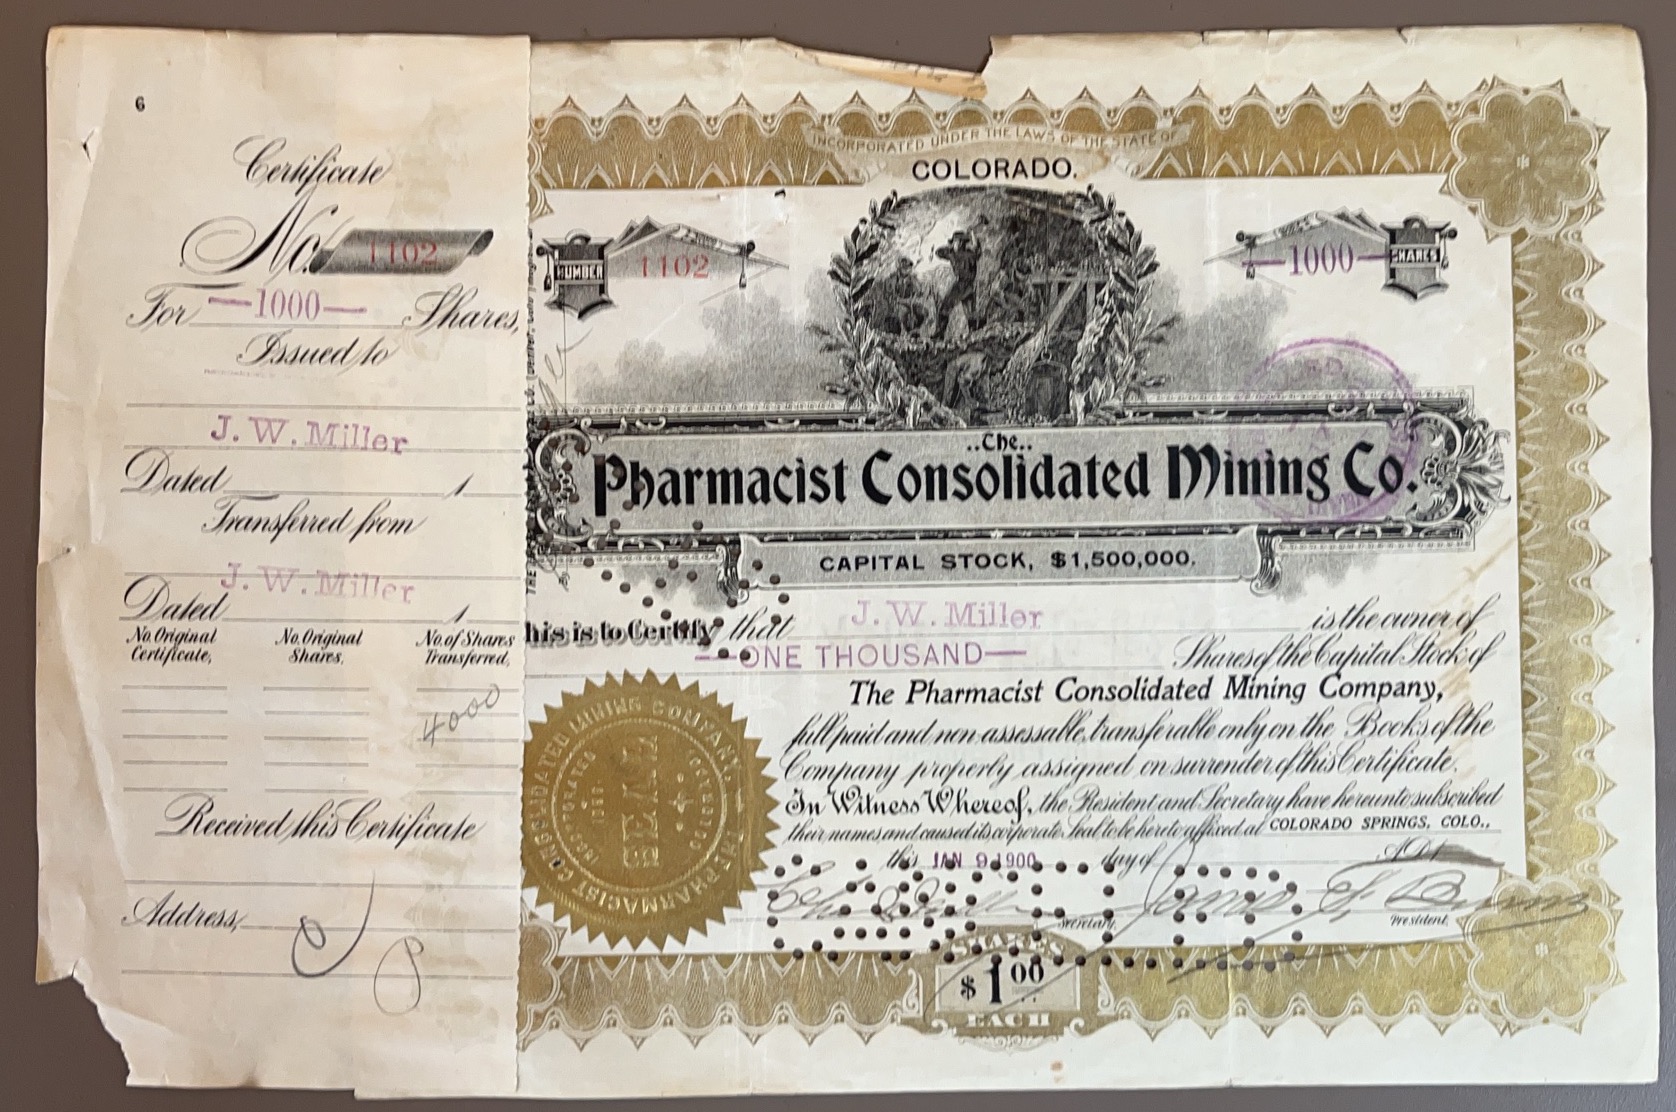 6
Certificate
No. 1102
For —1000— Shares,
Issued to
J. W. Miller
Dated 1
Transferred from
J. W. Miller
Dated 1
No. Original Certificate,
No. Original Shares.
No. of Shares Transferred,
4000
Received this Certificate
Address,
INCORPORATED UNDER THE LAWS OF THE STATE OF
COLORADO.
NUMBER 1102
—1000— SHARES
..The..
Pharmacist Consolidated Mining Co.
CAPITAL STOCK, $1,500,000.
his is to Certify that J. W. Miller is the owner of
—ONE THOUSAND— Shares of the Capital Stock of
The Pharmacist Consolidated Mining Company,
full paid and non-assessable, transferable only on the Books of the
Company properly assigned on surrender of this Certificate.
In Witness Whereof, the President and Secretary have hereunto subscribed
their names and caused its corporate Seal to be hereto affixed at COLORADO SPRINGS, COLO.,
this JAN 9 1900 day of A.D. 1
Secretary.
President.
THE PHARMACIST CONSOLIDATED MINING COMPANY.
INCORPORATED
COLORADO
SEAL
SHARES
$1.00
EACH